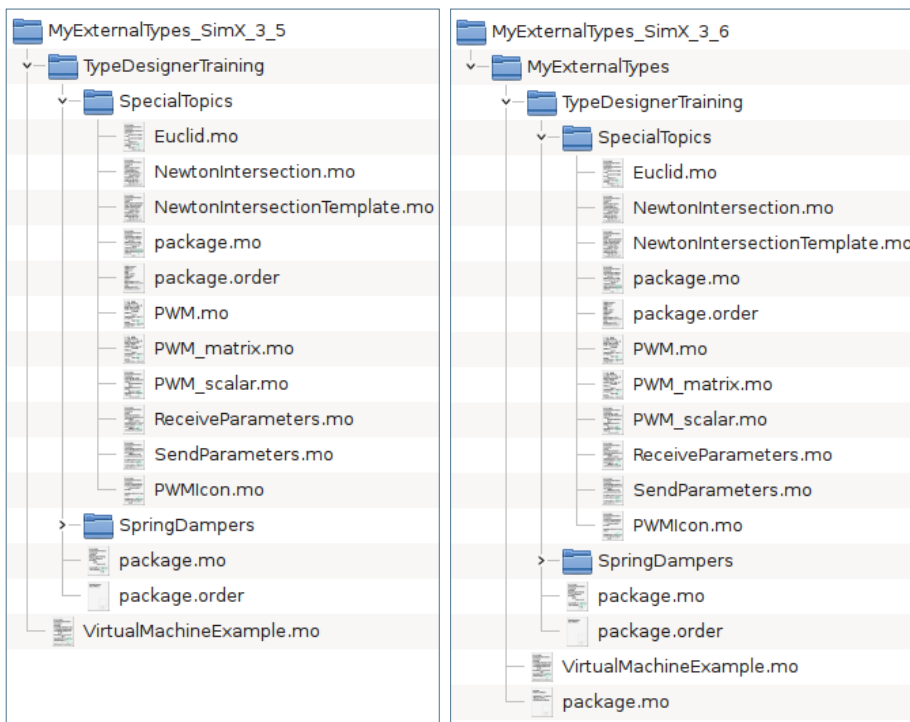 MyExternalTypes_SimX_3_5
TypeDesignerTraining
SpecialTopics
Euclid.mo
NewtonIntersection.mo
NewtonIntersectionTemplate.mo
package.mo
package.order
PWM.mo
PWM_matrix.mo
PWM_scalar.mo
ReceiveParameters.mo
SendParameters.mo
PWMIcon.mo
SpringDampers
package.mo
package.order
VirtualMachineExample.mo
MyExternalTypes_SimX_3_6
MyExternalTypes
TypeDesignerTraining
SpecialTopics
Euclid.mo
NewtonIntersection.mo
NewtonIntersectionTemplate.mo
package.mo
package.order
PWM.mo
PWM_matrix.mo
PWM_scalar.mo
ReceiveParameters.mo
SendParameters.mo
PWMIcon.mo
SpringDampers
package.mo
package.order
VirtualMachineExample.mo
package.mo